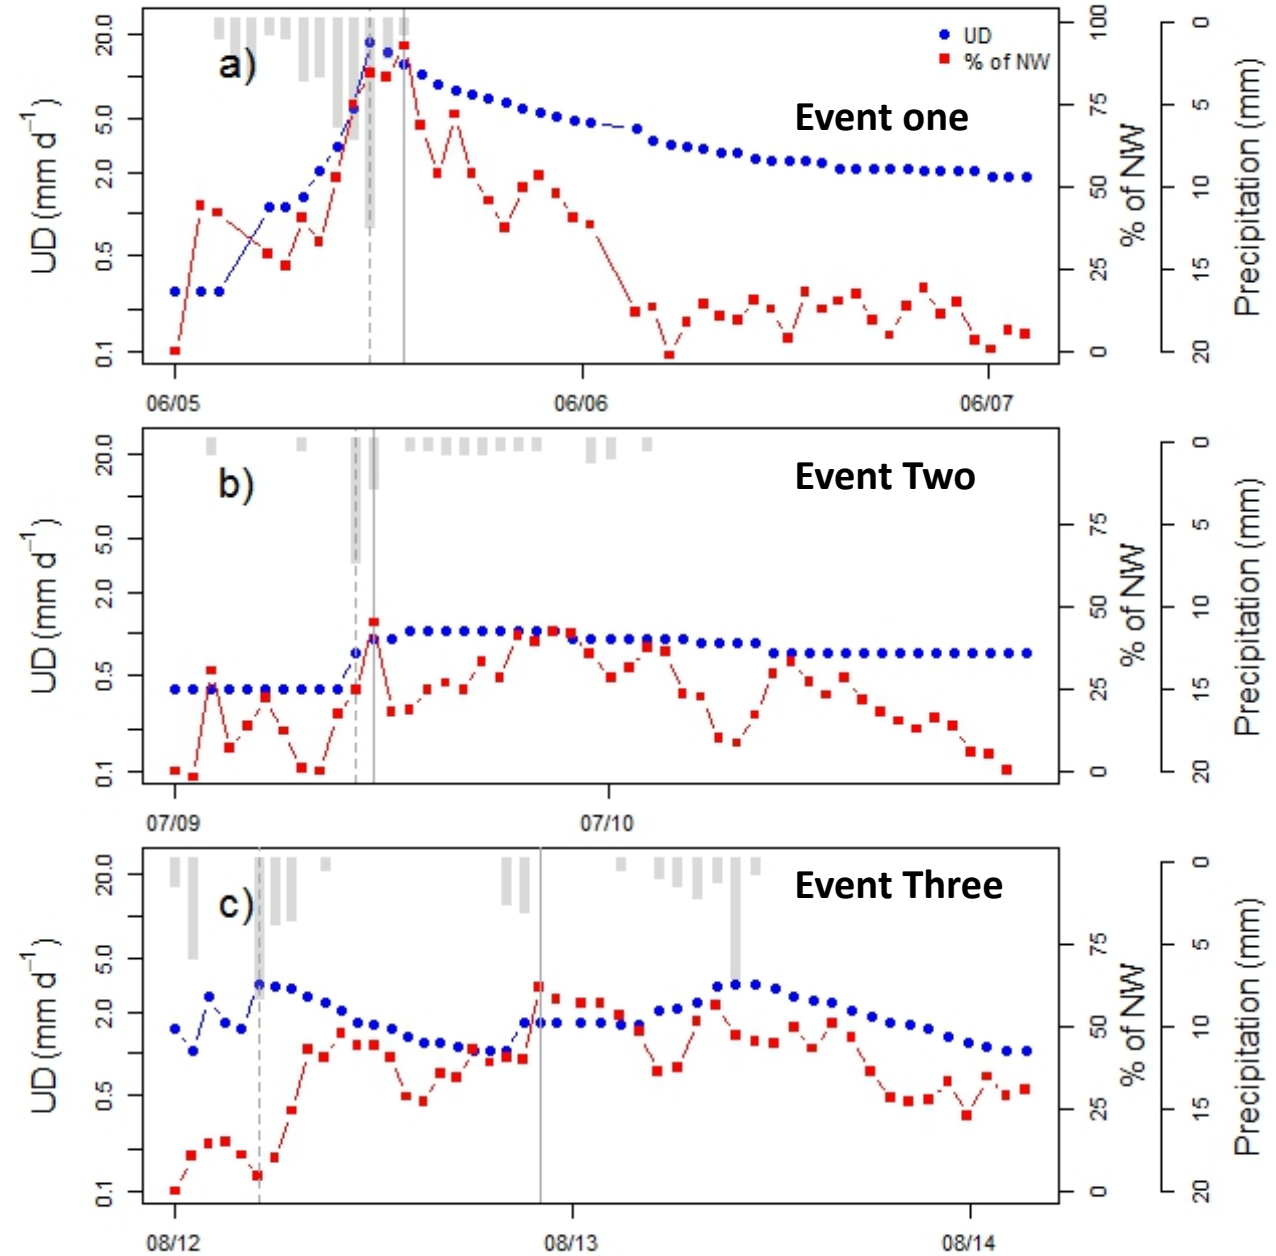 a)
UD
% of NW
Event one
UD (mm d⁻¹)
20.0
5.0
2.0
0.5
0.1
100
75
50
25
0
% of NW
0
5
10
15
20
Precipitation (mm)
06/05 06/06 06/07
b)
Event Two
UD (mm d⁻¹)
20.0
5.0
2.0
0.5
0.1
75
50
25
0
% of NW
0
5
10
15
20
Precipitation (mm)
07/09 07/10
c)
Event Three
UD (mm d⁻¹)
20.0
5.0
2.0
0.5
0.1
75
50
25
0
% of NW
0
5
10
15
20
Precipitation (mm)
08/12 08/13 08/14